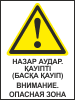 НАЗАР АУДАР.
ҚАУІПТІ
(БАСҚА ҚАУІП)
ВНИМАНИЕ.
ОПАСНАЯ ЗОНА